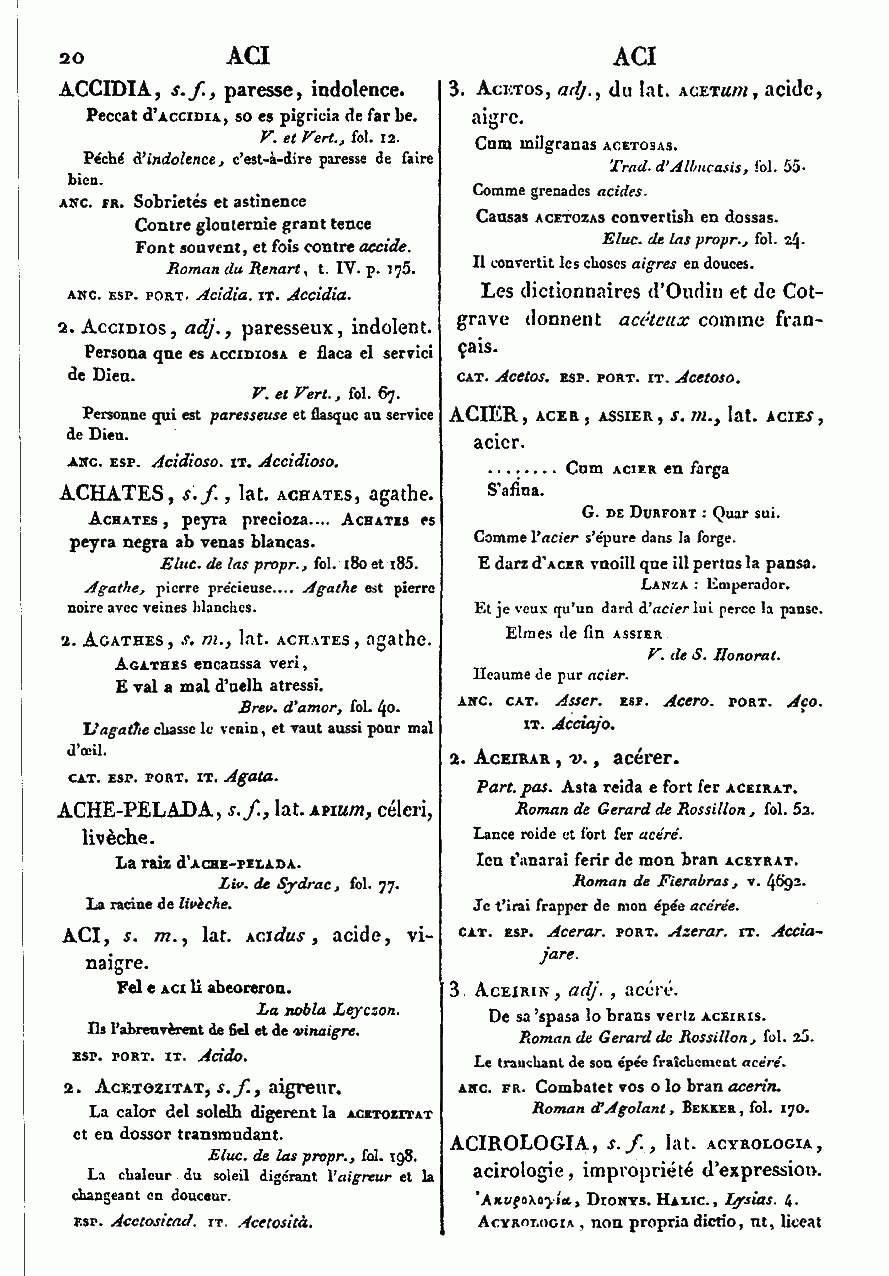 20 ACI ACI
ACCIDIA, s. f., paresse, indolence.
Peccat d'ACCIDIA, so es pigricia de far be.
V. et Vert., fol. 12.
Péché d'indolence, c'est-à-dire paresse de faire
bien.
ANC. FR. Sobrietés et astinence
Contre glouternie grant tence
Font souvent, et fois contre accide.
Roman du Renart, t. IV. p. 175.
ANC. ESP. PORT. Acidia. IT. Accidia.
2. ACCIDIOS, adj., paresseux, indolent.
Persona que es ACCIDIOSA e flaca el servici
de Dieu.
V. et Vert., fol. 67.
Personne qui est paresseuse et flasque au service
de Dieu.
ANC. ESP. Acidioso. IT. Accidioso.
ACHATES, s. f., lat. ACHATES, agathe.
ACHATES, peyra precioza.... ACHATES es
peyra negra ab venas blancas.
Eluc. de las propr., fol. 180 et 185.
Agathe, pierre précieuse.... Agathe est pierre
noire avec veines blanches.
2. AGATHES, s. m., lat. ACHATES, agathe.
AGATHES encaussa veri,
E val a mal d'uelh atressi.
Brev. d'amor, fol. 40.
L'agathe chasse le venin, et vaut aussi pour mal
d'œil.
CAT. ESP. PORT. IT. Agata.
ACHE-PELADA, s. f., lat. APIum, céleri,
livèche.
La raiz d'ACHE-PELADA.
Liv. de Sydrac, fol. 77.
La racine de livèche.
ACI, s. m., lat. ACIdus, acide, vi-
naigre.
Fel e ACI li abeoreron.
La nobla Leyczon.
Ils l'abreuvèrent de fiel et de vinaigre.
ESP. PORT. IT. Acido.
2. ACETOZITAT, s. f., aigreur.
La calor del solelh digerent la ACETOZITAT
et en dossor transmudant.
Eluc. de las propr., fol. 198.
La chaleur du soleil digérant l'aigreur et la
changeant en douceur.
ESP. Acetositad. IT. Acetosità.
3. ACETOS, adj., du lat. ACETum, acide,
aigre.
Cum milgranas ACETOSAS.
Trad. d'Albucasis, fol. 55.
Comme grenades acides.
Causas ACETOZAS convertish en dossas.
Eluc. de las propr., fol. 24.
Il convertit les choses aigres en douces.
Les dictionnaires d'Oudin et de Cot-
grave donnent acéteux comme fran-
çais.
CAT. Acetos. ESP. PORT. IT. Acetoso.
ACIER, ACER, ASSIER, s. m., lat. ACIES,
acier.
........ Cum ACIER en farga
S'afina.
G. DE DURFORT : Quar sui.
Comme l'acier s'épure dans la forge.
E darz d'ACER vuoill que ill pertus la pansa.
LANZA : Emperador.
Et je veux qu'un dard d'acier lui perce la panse.
Elmes de fin ASSIER
V. de S. Honorat.
Heaume de pur acier.
ANC. CAT. Asser. ESP. Acero. PORT. Aço.
IT. Acciajo.
2. ACEIRAR, v., acérer.
Part. pas. Asta reida e fort fer ACEIRAT.
Roman de Gerard de Rossillon, fol. 52.
Lance roide et fort fer acéré.
Ieu t'anarai ferir de mon bran ACEYRAT.
Roman de Fierabras, v. 4692.
Je t'irai frapper de mon épée acérée.
CAT. ESP. Acerar. PORT. Azerar. IT. Accia-
jare.
3. ACEIRIN, adj., acéré.
De sa 'spasa lo brans vertz ACEIRIS.
Roman de Gerard de Rossillon, fol. 25.
Le trauchant de son épée fraîchement acéré.
ANC. FR. Combatet vos o lo bran acerin.
Roman d'Agolant, BEKKER, fol. 170.
ACIROLOGIA, s. f., lat. ACYROLOGIA,
acirologie, impropriété d'expression.
Ἀκυρολογία, DIONYS. HALIC., Lysias. 4.
ACYROLOGIA, non propria dictio, ut, liceat